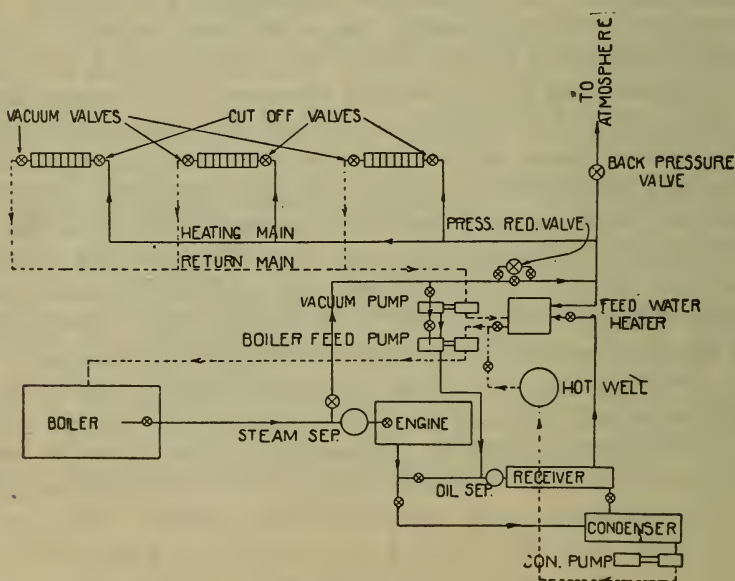 TO
ATMOSPHERE
VACUUM VALVES
CUT OFF VALVES
BACK PRESSURE
VALVE
PRESS. RED. VALVE
HEATING MAIN
RETURN MAIN
VACUUM PUMP
FEED WATER
HEATER
BOILER FEED PUMP
HOT WELL
BOILER
ENGINE
STEAM SEP.
RECEIVER
OIL SEP.
CONDENSER
CON. PUMP